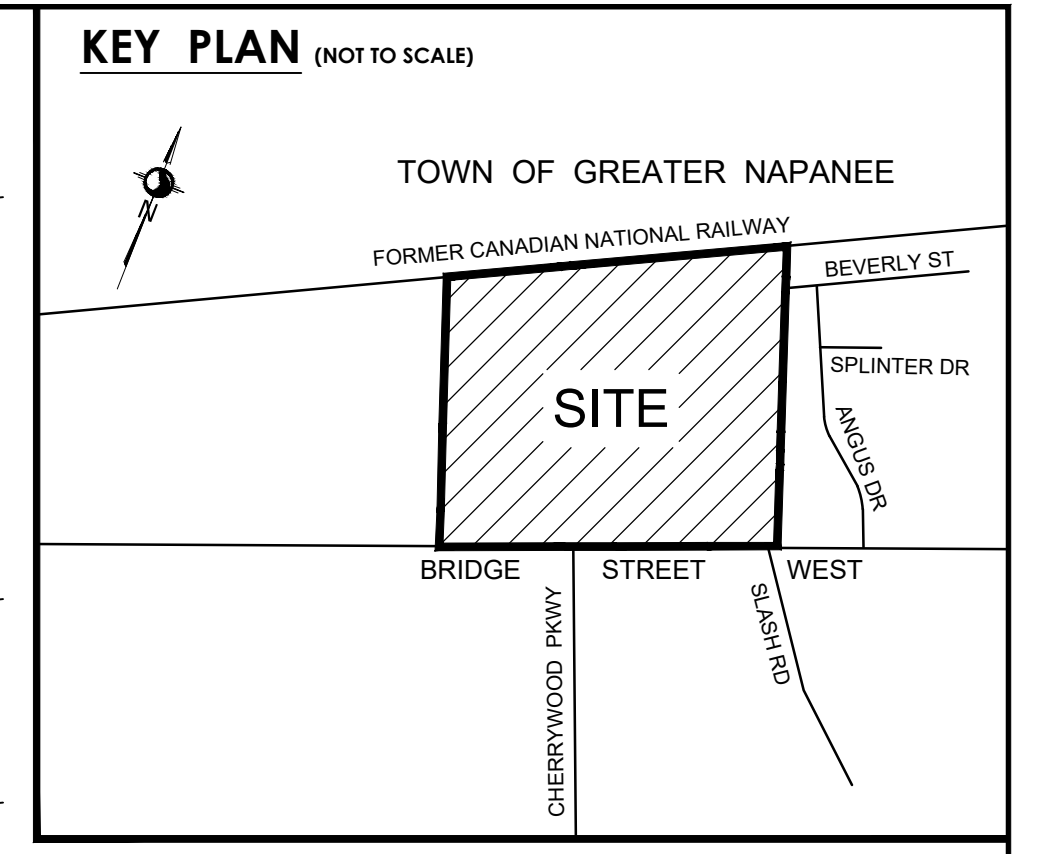 KEY PLAN (NOT TO SCALE)
N
TOWN OF GREATER NAPANEE
FORMER CANADIAN NATIONAL RAILWAY
BEVERLY ST
SPLINTER DR
SITE
ANGUS DR
BRIDGE STREET WEST
CHERRYWOOD PKWY
SLASH RD